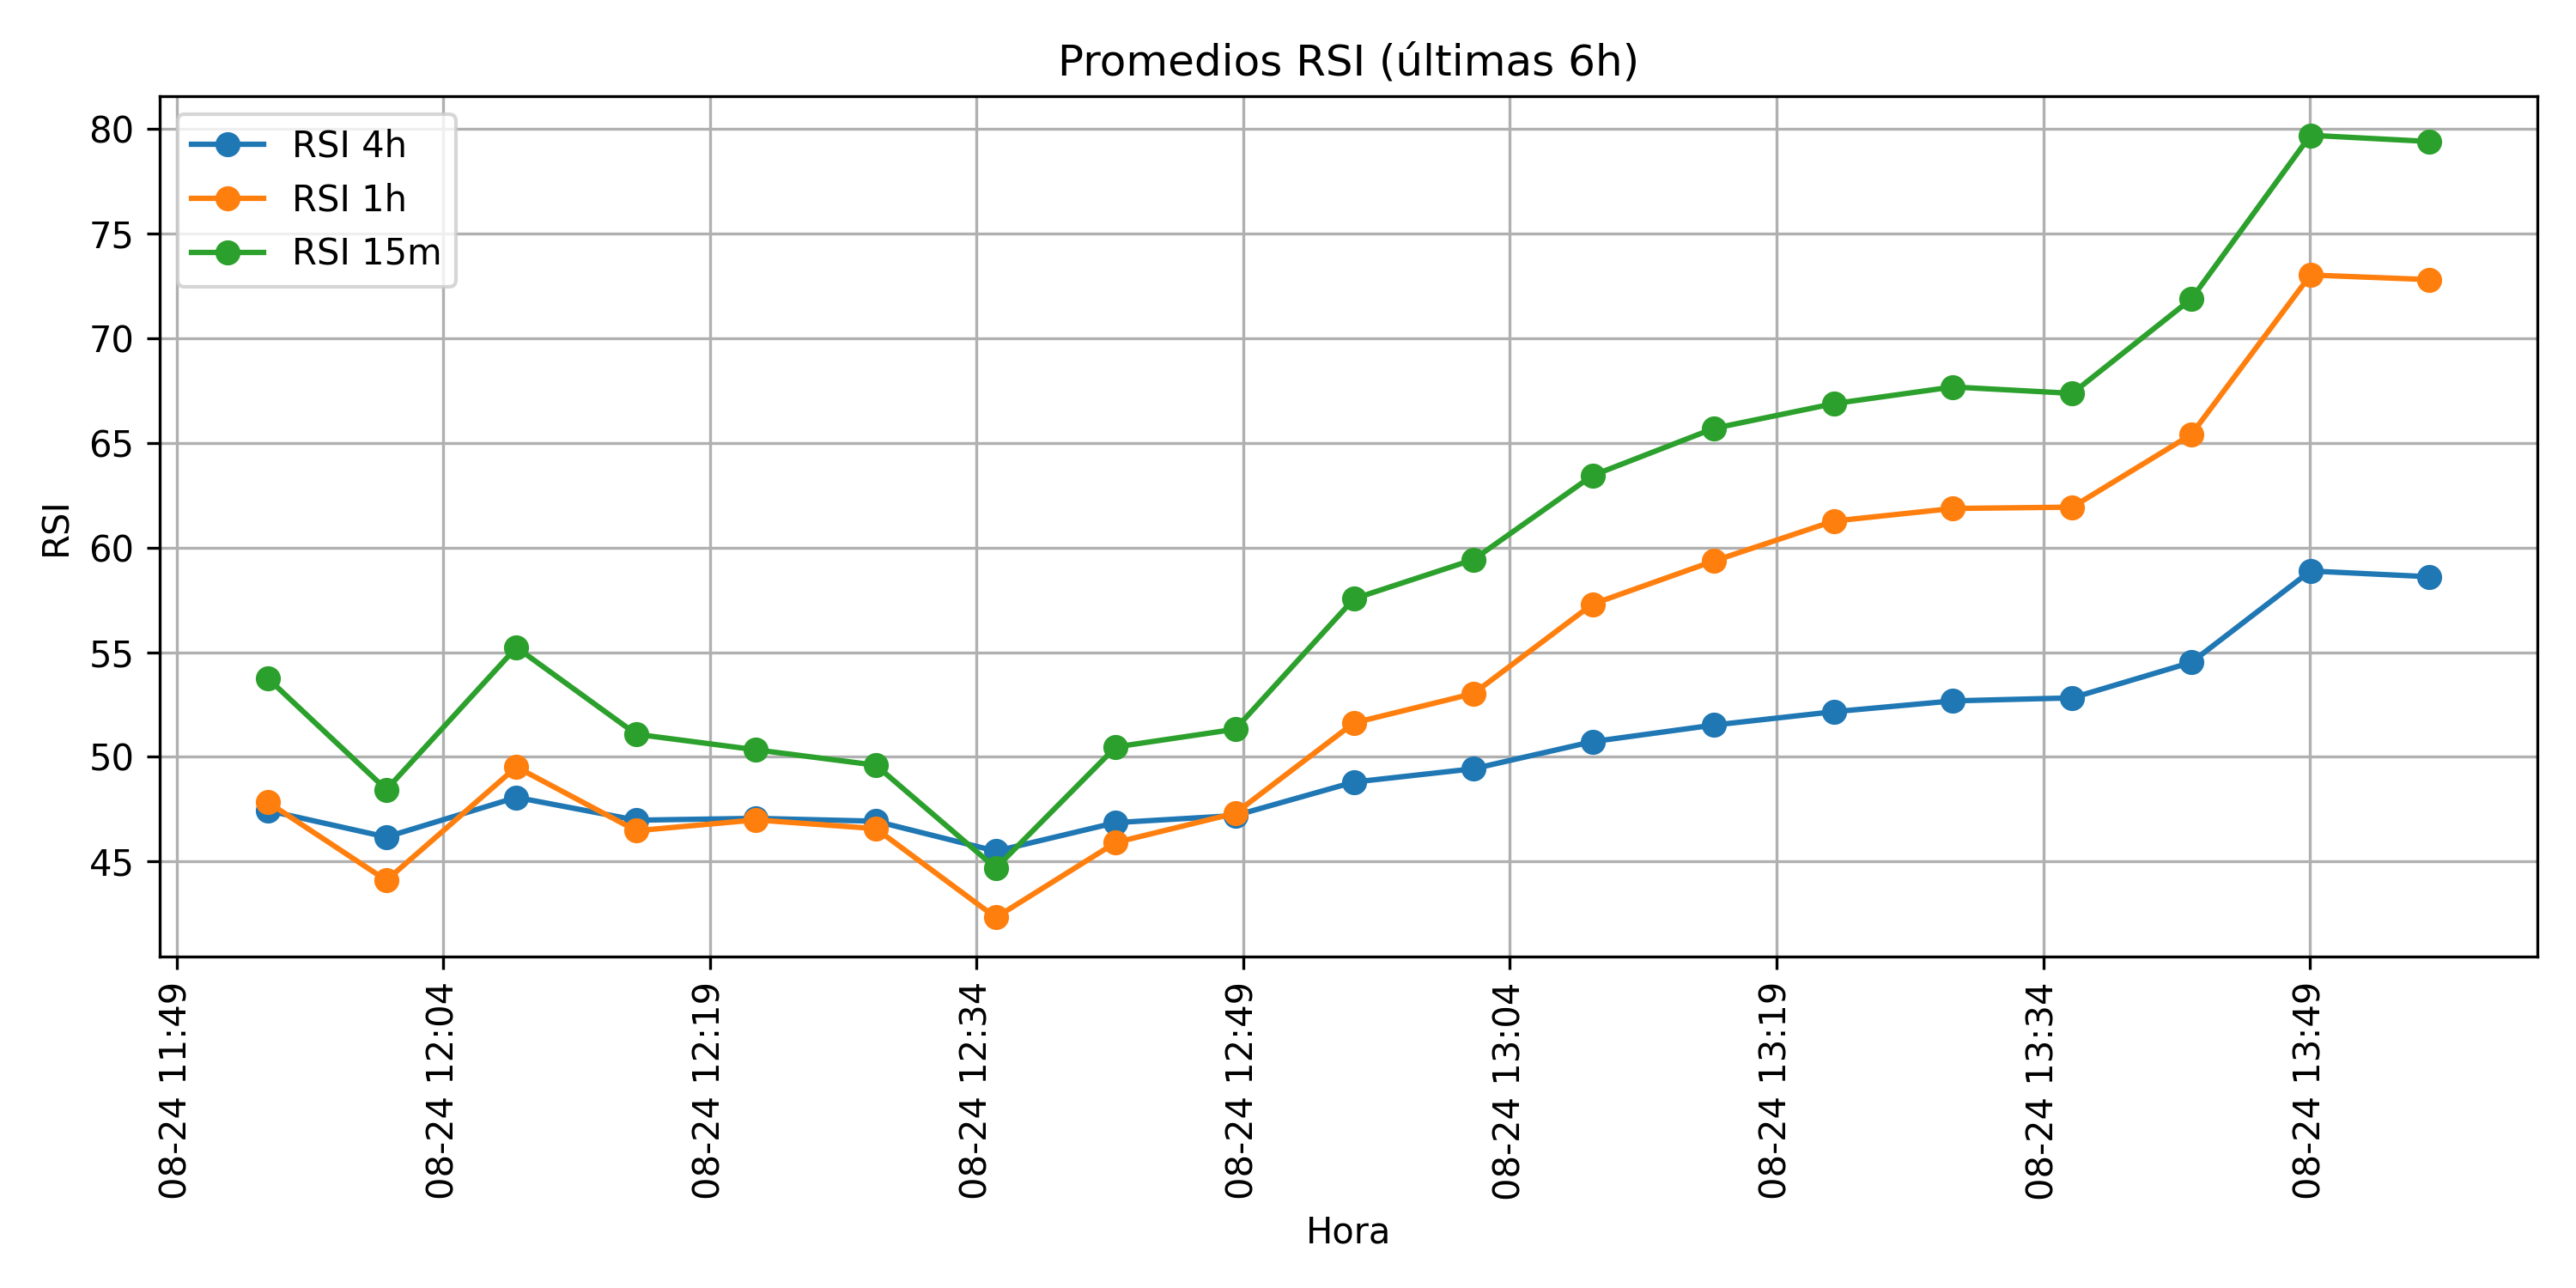 Promedios RSI (últimas 6h)
RSI 4h
RSI 1h
RSI 15m
80
75
70
65
60
55
50
45
RSI
08-24 11:49
08-24 12:04
08-24 12:19
08-24 12:34
08-24 12:49
08-24 13:04
08-24 13:19
08-24 13:34
08-24 13:49
Hora